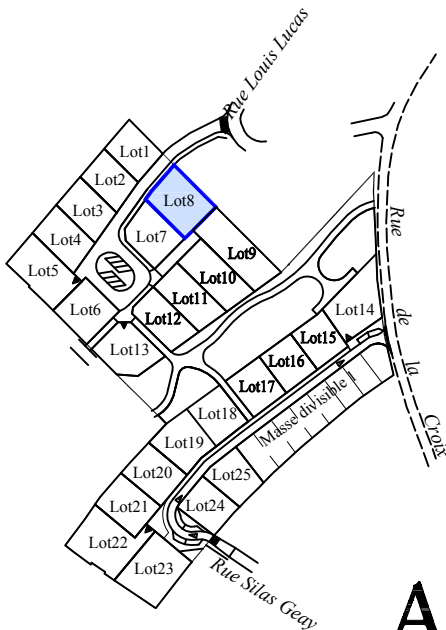 Rue Louis Lucas
Lot1
Lot2
Lot3
Lot4
Lot5
Lot6
Lot8
Lot7
Lot9
Lot10
Lot11
Lot12
Lot13
Lot14
Lot15
Lot16
Lot17
Lot18
Lot19
Lot20
Lot21
Lot22
Lot23
Lot24
Lot25
Masse divisible 1
Rue de la Croix
Rue Silas Geay
A